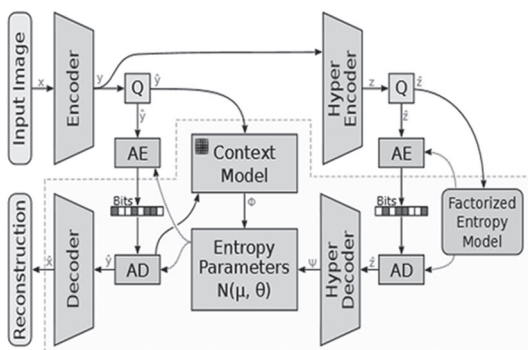 Input Image
x
Encoder
y
Q
ŷ
ŷ
AE
Bits
AD
ŷ
Decoder
x̂
Reconstruction
Context
Model
Φ
Entropy
Parameters
N(μ, θ)
Ψ
Hyper
Encoder
z
Q
ẑ
ẑ
AE
Bits
AD
ẑ
Hyper
Decoder
Factorized
Entropy
Model